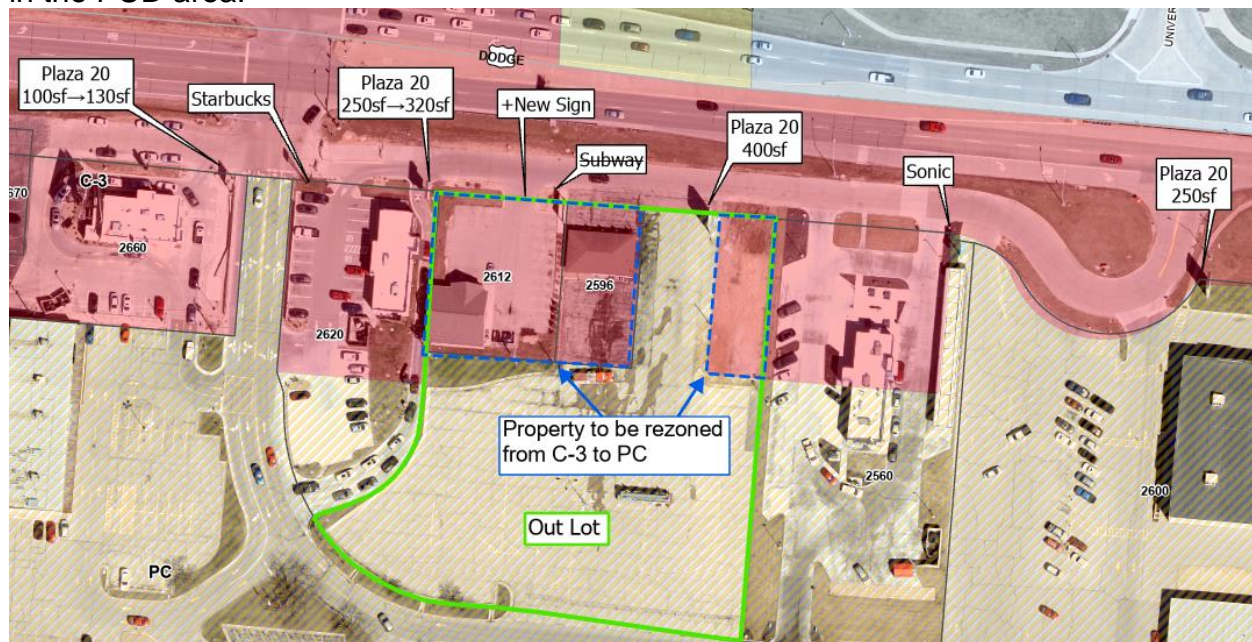 in the PUD area.
DODGE
UNIVER
Plaza 20
100sf→130sf
Starbucks
Plaza 20
250sf→320sf
+New Sign
Subway
Plaza 20
400sf
Sonic
Plaza 20
250sf
2670
C-3
2660
2620
2612
2596
2560
2600
Property to be rezoned
from C-3 to PC
Out Lot
PC